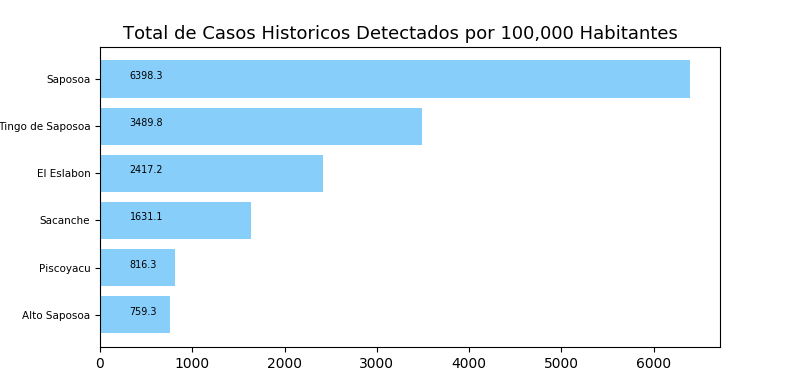 Total de Casos Historicos Detectados por 100,000 Habitantes
Saposoa
6398.3
Tingo de Saposoa
3489.8
El Eslabon
2417.2
Sacanche
1631.1
Piscoyacu
816.3
Alto Saposoa
759.3
0 1000 2000 3000 4000 5000 6000